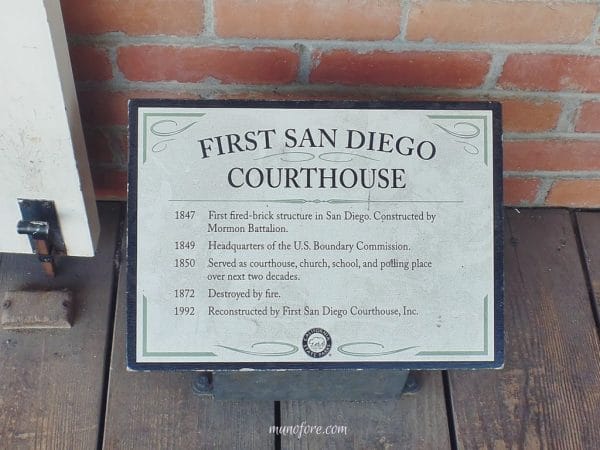 FIRST SAN DIEGO
COURTHOUSE
1847 First fired-brick structure in San Diego. Constructed by
Mormon Battalion.
1849 Headquarters of the U.S. Boundary Commission.
1850 Served as courthouse, church, school, and polling place
over next two decades.
1872 Destroyed by fire.
1992 Reconstructed by First San Diego Courthouse, Inc.
munofore.com